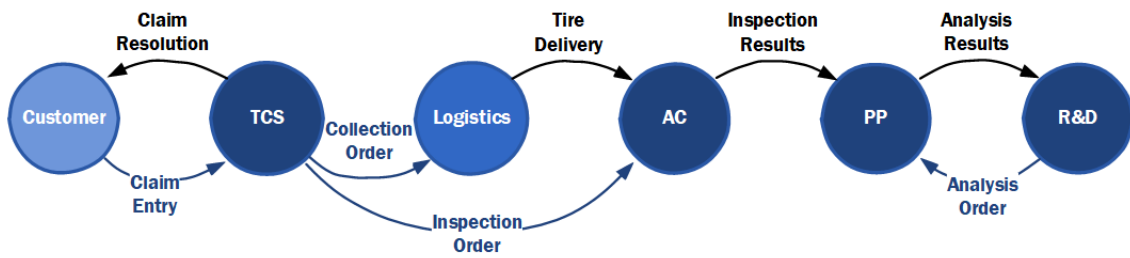 Claim
Resolution
Tire
Delivery
Inspection
Results
Analysis
Results
Customer
TCS
Logistics
AC
PP
R&D
Collection
Order
Claim
Entry
Inspection
Order
Analysis
Order